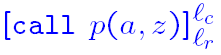 [call p(a, z)]^{ℓ_c}_{ℓ_r}